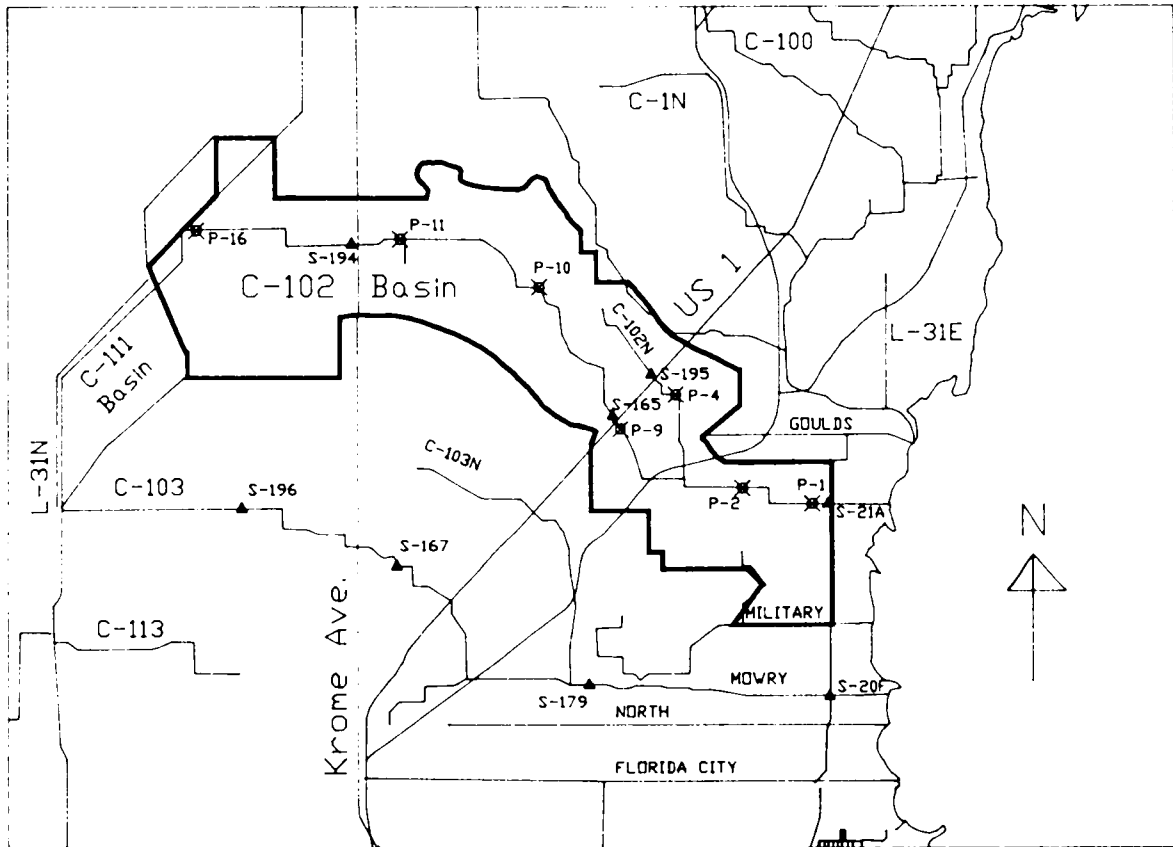 C-100
C-1N
P-16
S-194
P-11
C-102 Basin
P-10
US 1
C-102N
L-31E
C-111
Basin
S-195
P-4
S-165
P-9
GOULDS
C-103N
L-31N
C-103
S-196
P-2
P-1
S-21A
N
S-167
Krome Ave.
MILITARY
C-113
MOWRY
S-179
S-20F
NORTH
FLORIDA CITY